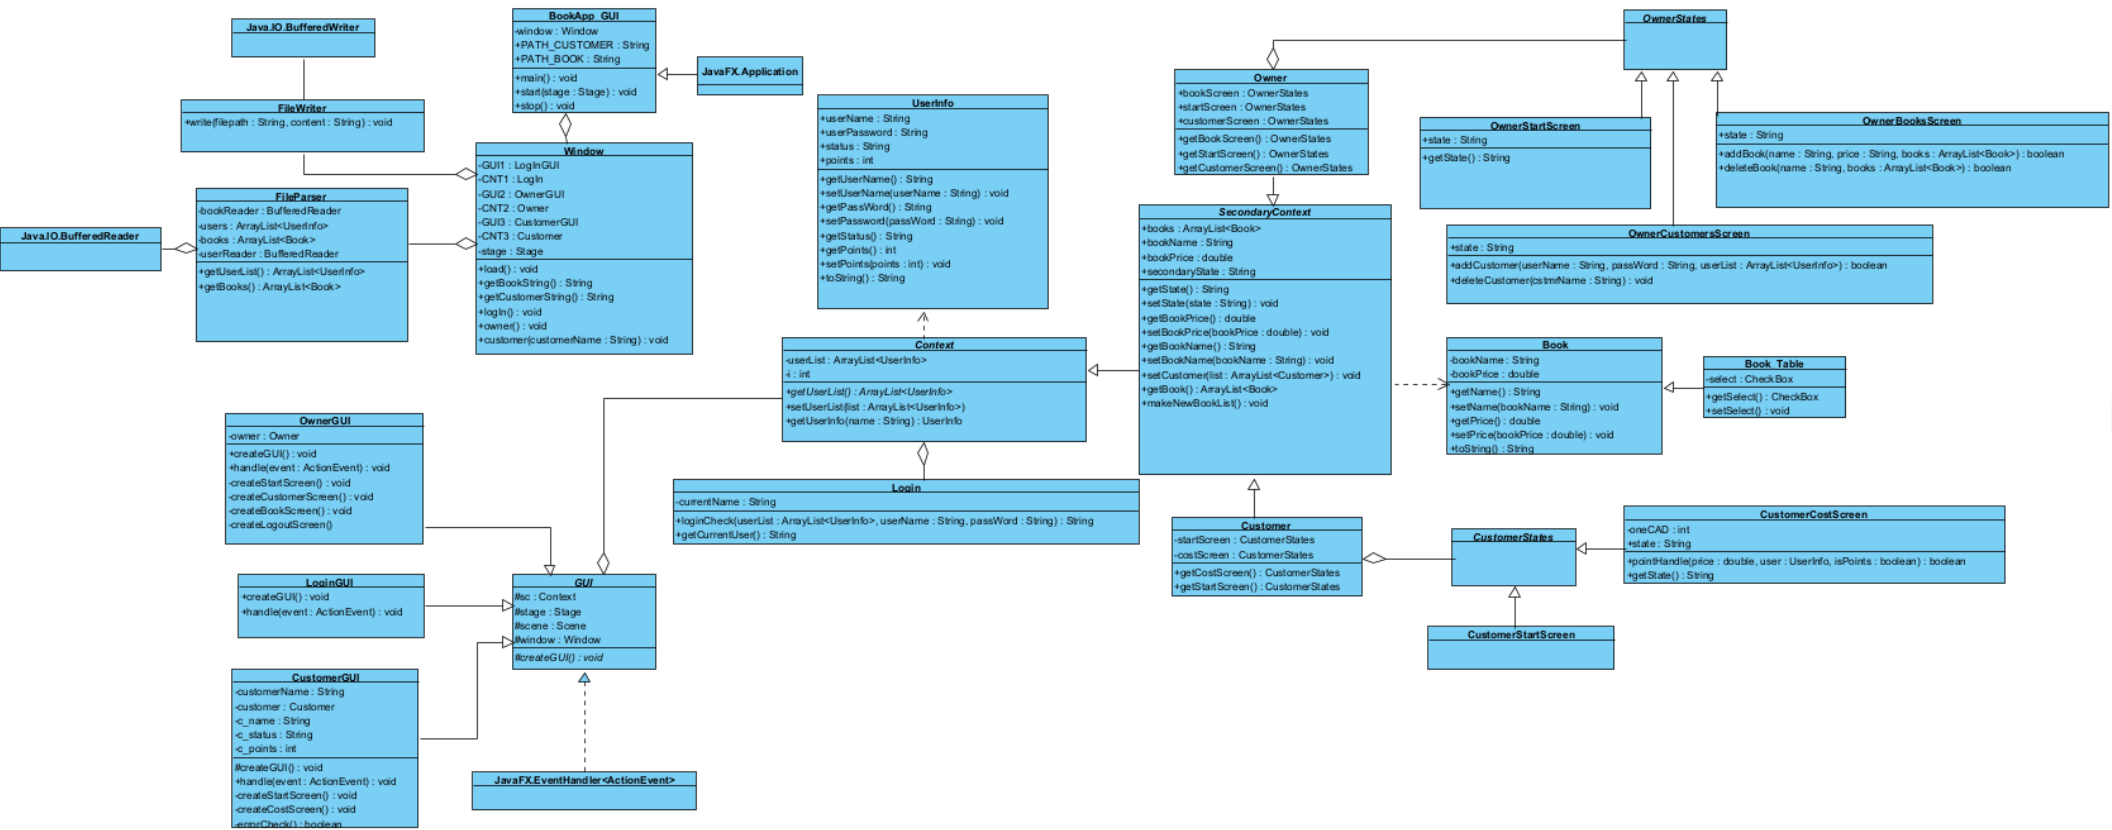 Java.IO.BufferedWriter
FileWriter
+write(filepath : String, content : String) : void
Java.IO.BufferedReader
FileParser
-bookReader : BufferedReader
-users : ArrayList<UserInfo>
-books : ArrayList<Book>
-userReader : BufferedReader
+getUserList() : ArrayList<UserInfo>
+getBooks() : ArrayList<Book>
BookApp_GUI
-window : Window
+PATH_CUSTOMER : String
+PATH_BOOK : String
+main() : void
+start(stage : Stage) : void
+stop() : void
JavaFX.Application
Window
-GUI1 : LogInGUI
-CNT1 : LogIn
-GUI2 : OwnerGUI
-CNT2 : Owner
-GUI3 : CustomerGUI
-CNT3 : Customer
-stage : Stage
+load() : void
+getBookString() : String
+getCustomerString() : String
+logIn() : void
+owner() : void
+customer(customerName : String) : void
UserInfo
+userName : String
+userPassword : String
+status : String
+points : int
+getUserName() : String
+setUserName(userName : String) : void
+getPassWord() : String
+setPassword(passWord : String) : void
+getStatus() : String
+getPoints() : int
+setPoints(points : int) : void
+toString() : String
Context
-userList : ArrayList<UserInfo>
-i : int
+getUserList() : ArrayList<UserInfo>
+setUserList(list : ArrayList<UserInfo>)
+getUserInfo(name : String) : UserInfo
Login
-currentName : String
+loginCheck(userList : ArrayList<UserInfo>, userName : String, passWord : String) : String
+getCurrentUser() : String
OwnerGUI
-owner : Owner
+createGUI() : void
+handle(event : ActionEvent) : void
-createStartScreen() : void
-createCustomerScreen() : void
-createBookScreen() : void
-createLogoutScreen()
LoginGUI
+createGUI() : void
+handle(event : ActionEvent) : void
CustomerGUI
-customerName : String
-customer : Customer
-c_name : String
-c_status : String
-c_points : int
#createGUI() : void
+handle(event : ActionEvent) : void
-createStartScreen() : void
-createCostScreen() : void
-errorCheck() : boolean
GUI
#sc : Context
#stage : Stage
#scene : Scene
#window : Window
#createGUI() : void
JavaFX.EventHandler<ActionEvent>
Owner
+bookScreen : OwnerStates
+startScreen : OwnerStates
+customerScreen : OwnerStates
+getBookScreen() : OwnerStates
+getStartScreen() : OwnerStates
+getCustomerScreen() : OwnerStates
SecondaryContext
+books : ArrayList<Book>
+bookName : String
+bookPrice : double
+secondaryState : String
+getState() : String
+setState(state : String) : void
+getBookPrice() : double
+setBookPrice(bookPrice : double) : void
+getBookName() : String
+setBookName(bookName : String) : void
+setCustomer(list : ArrayList<Customer>) : void
+getBook() : ArrayList<Book>
+makeNewBookList() : void
Customer
-startScreen : CustomerStates
-costScreen : CustomerStates
+getCostScreen() : CustomerStates
+getStartScreen() : CustomerStates
OwnerStates
OwnerStartScreen
+state : String
+getState() : String
OwnerBooksScreen
+state : String
+addBook(name : String, price : String, books : ArrayList<Book>) : boolean
+deleteBook(name : String, books : ArrayList<Book>) : boolean
OwnerCustomersScreen
+state : String
+addCustomer(userName : String, passWord : String, userList : ArrayList<UserInfo>) : boolean
+deleteCustomer(cstmrName : String) : void
Book
-bookName : String
-bookPrice : double
+getName() : String
+setName(bookName : String) : void
+getPrice() : double
+setPrice(bookPrice : double) : void
+toString() : String
Book_Table
-select : CheckBox
+getSelect() : CheckBox
+setSelect() : void
CustomerStates
CustomerCostScreen
-oneCAD : int
+state : String
+pointHandle(price : double, user : UserInfo, isPoints : boolean) : boolean
+getState() : String
CustomerStartScreen